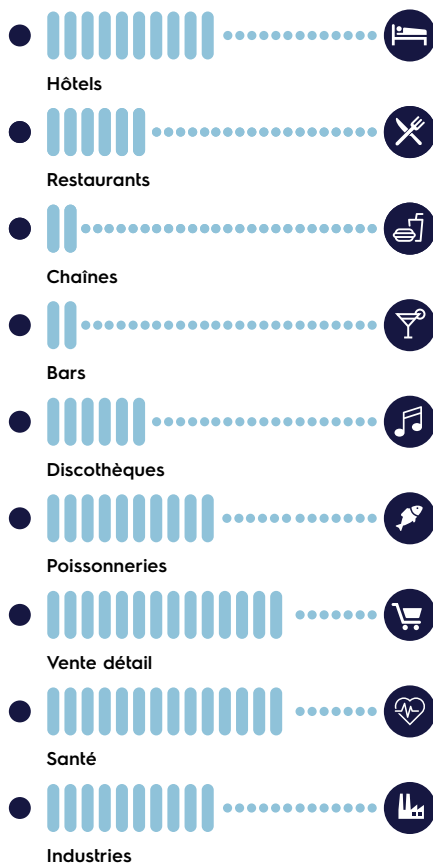 Hôtels
Restaurants
Chaînes
Bars
Discothèques
Poissonneries
Vente détail
Santé
Industries